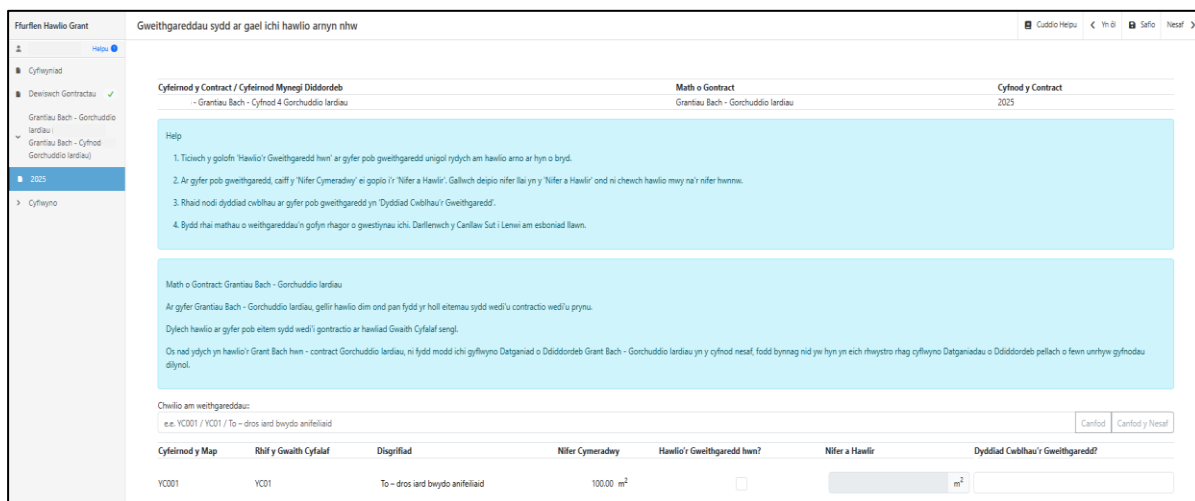 Ffurflen Hawlio Grant
Gweithgareddau sydd ar gael ichi hawlio arnyn nhw
Cuddio Helpu
Yn ôl
Safio
Nesaf
Helpu
Cyflwyniad
Dewiswch Gontractau
Grantiau Bach - Gorchuddio
Iardiau (
Grantiau Bach - Cyfnod
Gorchuddio Iardiau)
2025
Cyflwyno
Cyfeirnod y Contract / Cyfeirnod Mynegi Diddordeb
Math o Gontract
Cyfnod y Contract
- Grantiau Bach - Cyfnod 4 Gorchuddio Iardiau
Grantiau Bach - Gorchuddio Iardiau
2025
Help
1. Ticiwch y golofn 'Hawlio'r Gweithgaredd hwn' ar gyfer pob gweithgaredd unigol rydych am hawlio arno ar hyn o bryd.
2. Ar gyfer pob gweithgaredd, caiff y 'Nifer Cymeradwy' ei gopïo i'r 'Nifer a Hawlir'. Gallwch deipio nifer llai yn y 'Nifer a Hawlir' ond ni chewch hawlio mwy na'r nifer hwnnw.
3. Rhaid nodi dyddiad cwblhau ar gyfer pob gweithgaredd yn 'Dyddiad Cwblhau'r Gweithgaredd'.
4. Bydd rhai mathau o weithgareddau'n gofyn rhagor o gwestiynau ichi. Darllenwch y Canllaw Sut i Lenwi am esboniad llawn.
Math o Gontract: Grantiau Bach - Gorchuddio Iardiau
Ar gyfer Grantiau Bach - Gorchuddio Iardiau, gellir hawlio dim ond pan fydd yr holl eitemau sydd wedi'u contractio wedi'u prynu.
Dylech hawlio ar gyfer pob eitem sydd wedi'i gontractio ar hawliad Gwaith Cyfalaf sengl.
Os nad ydych yn hawlio'r Grant Bach hwn - contract Gorchuddio Iardiau, ni fydd modd ichi gyflwyno Datganiad o Ddiddordeb Grant Bach - Gorchuddio Iardiau yn y cyfnod nesaf, fodd bynnag nid yw hyn yn eich rhwystro rhag cyflwyno Datganiadau o Ddiddordeb pellach o fewn unrhyw gyfnodau
dilynol.
Chwilio am weithgareddau::
e.e. YC001 / YC01 / To – dros iard bwydo anifeiliaid
Canfod
Canfod y Nesaf
Cyfeirnod y Map
Rhif y Gwaith Cyfalaf
Disgrifiad
Nifer Cymeradwy
Hawlio'r Gweithgaredd hwn?
Nifer a Hawlir
Dyddiad Cwblhau'r Gweithgaredd?
YC001
YC01
To – dros iard bwydo anifeiliaid
100.00 m²
m²